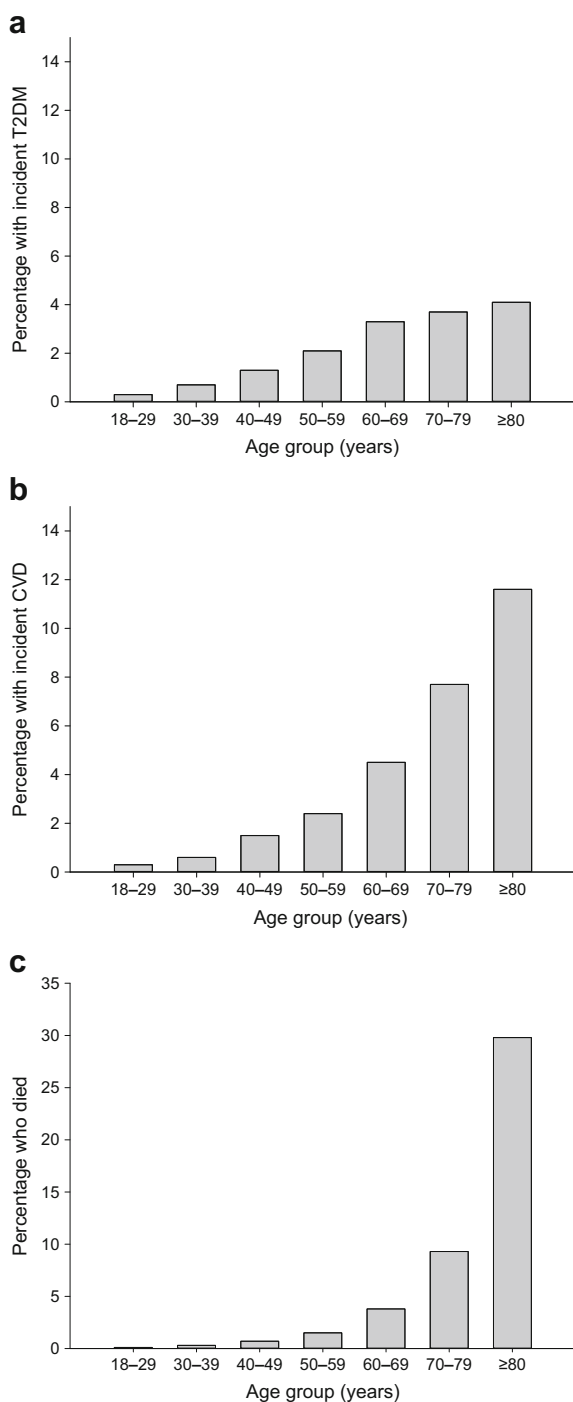 a
14
12
10
8
6
4
2
0
Percentage with incident T2DM
18–29 30–39 40–49 50–59 60–69 70–79 ≥80
Age group (years)
b
14
12
10
8
6
4
2
0
Percentage with incident CVD
18–29 30–39 40–49 50–59 60–69 70–79 ≥80
Age group (years)
c
35
30
25
20
15
10
5
0
Percentage who died
18–29 30–39 40–49 50–59 60–69 70–79 ≥80
Age group (years)